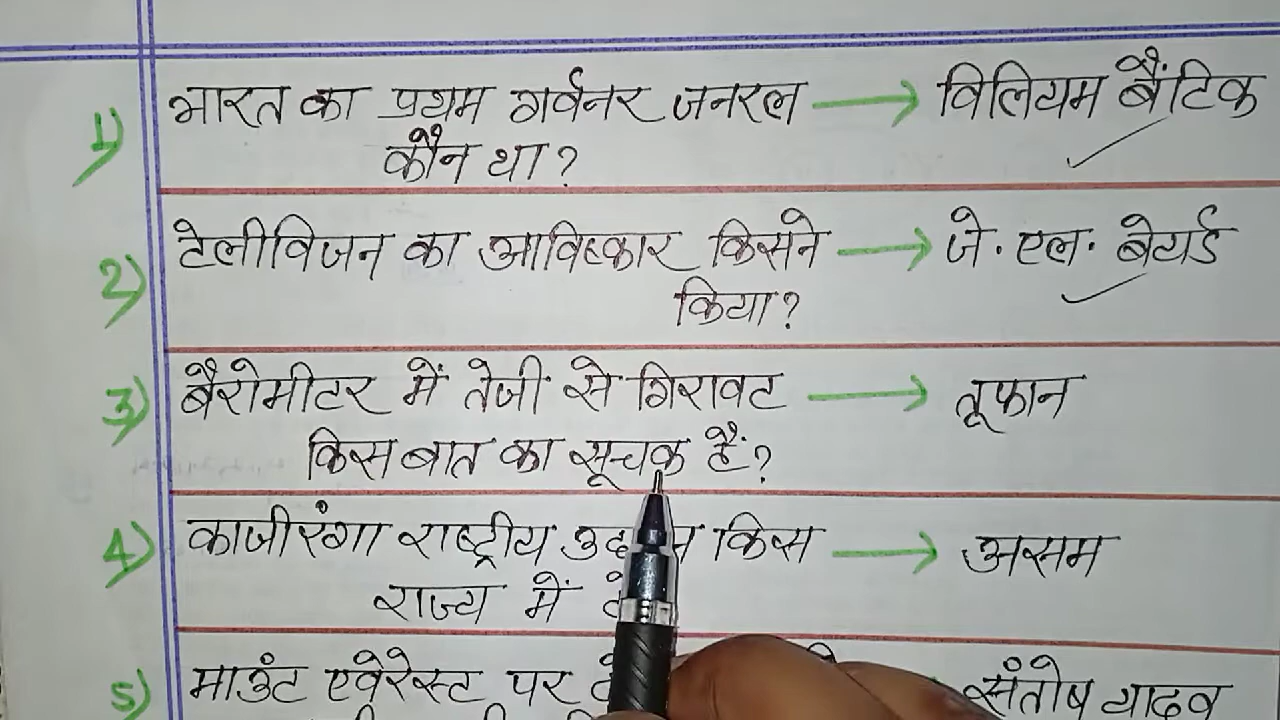 1) भारत का प्रथम गर्वनर जनरल → विलियम बैंटिक
कौन था?
2) टेलीविजन का आविष्कार किसने → जे. एल. बेयर्ड
किया?
3) बैरोमीटर में तेजी से गिरावट → तूफान
किस बात का सूचक हैं?
4) काजीरंगा राष्ट्रीय किस → असम
राज्य में
5) माउंट एवेरेस्ट पर संतोष यादव